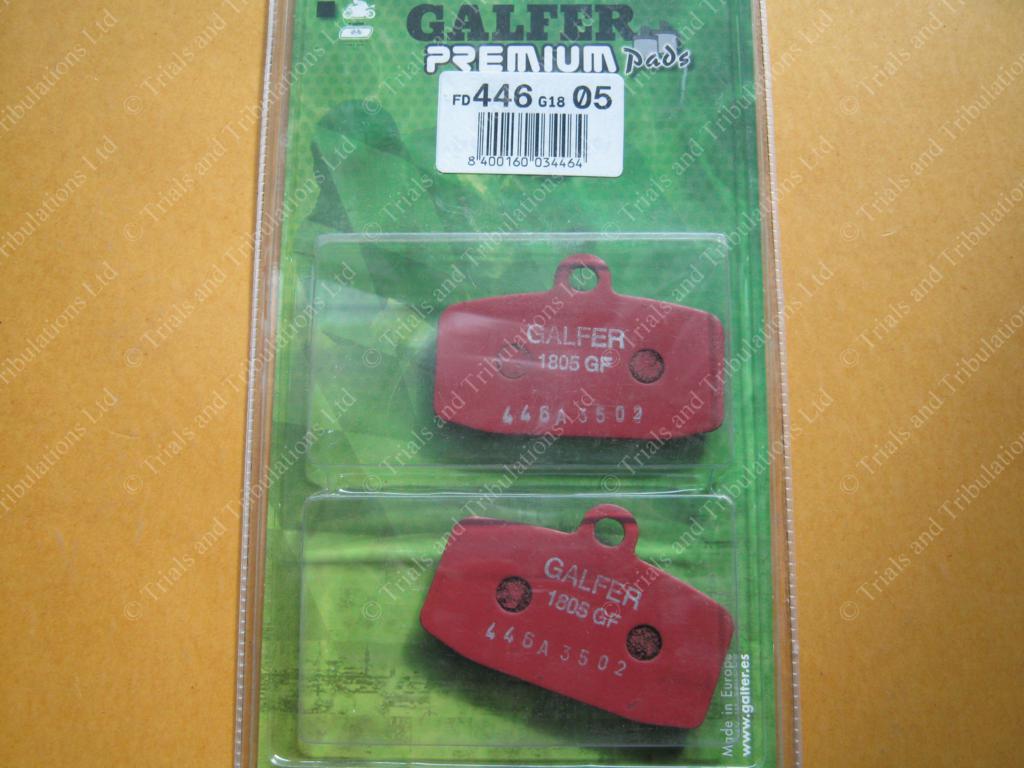 GALFER
PREMIUM pads
FD 446 G18 05
8 400160 034464
GALFER
1805 GF
446A3502
GALFER
1805 GF
446A3502
Made in Europe
www.galfer.es
© Trials and Tribulations Ltd